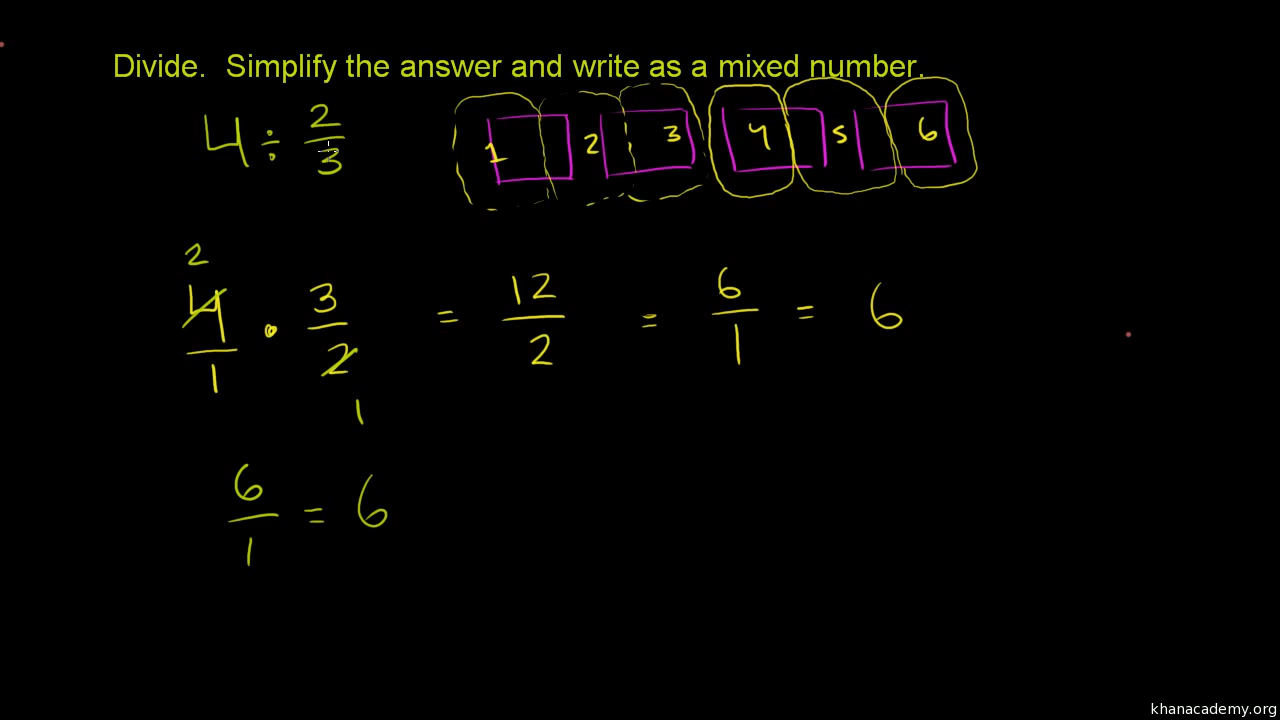 Divide. Simplify the answer and write as a mixed number.
4 ÷ 2/3
1 2 3 4 5 6
2
4/1 · 3/2 = 12/2 = 6/1 = 6
1
6/1 = 6
khanacademy.org